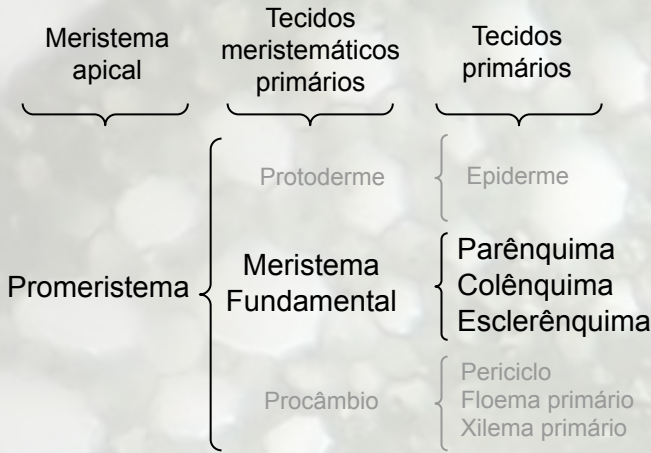 Meristema
apical
Tecidos
meristemáticos
primários
Tecidos
primários
Promeristema
Protoderme
Epiderme
Meristema
Fundamental
Parênquima
Colênquima
Esclerênquima
Procâmbio
Periciclo
Floema primário
Xilema primário